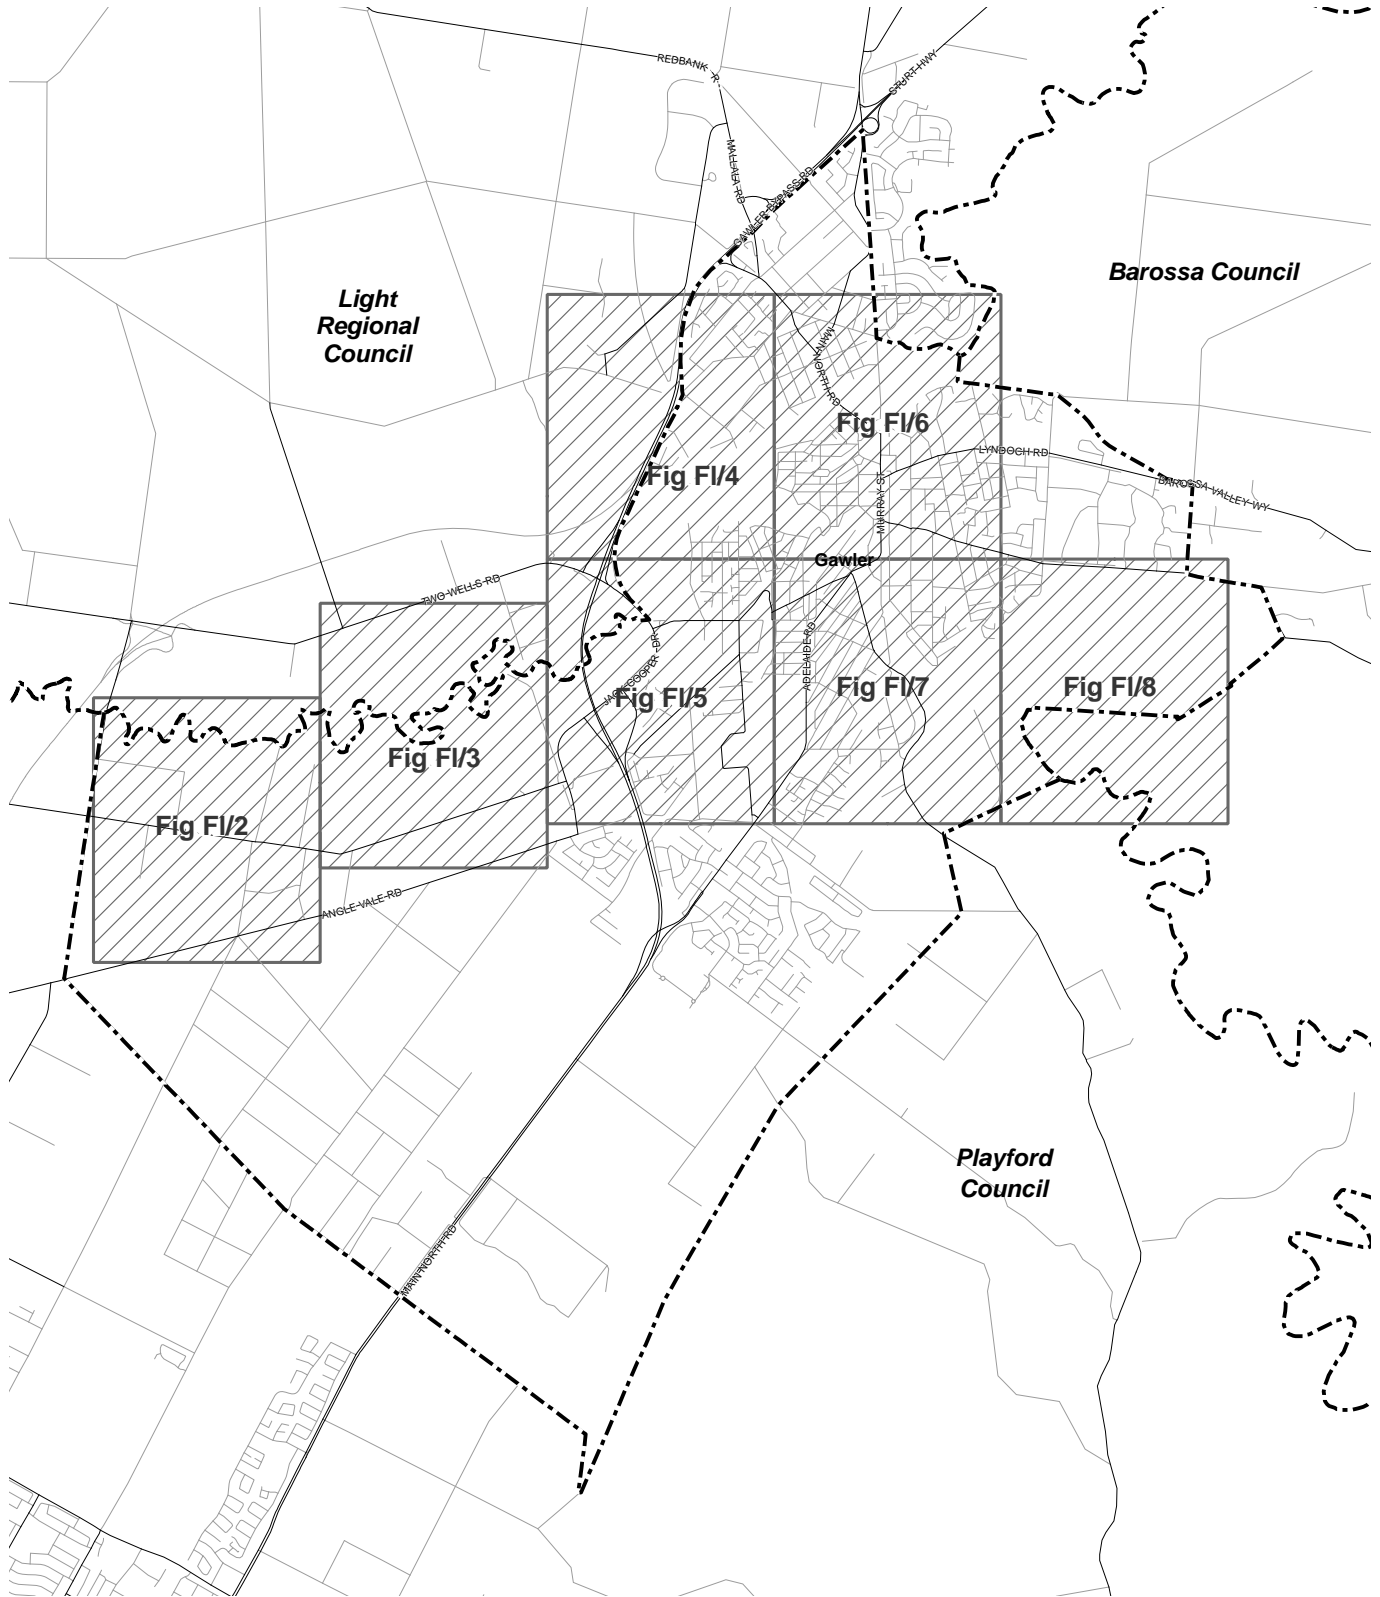 REDBANK R
STURT HWY
MALLALA RD
GAWLER BYPASS RD
Barossa Council
Light
Regional
Council
MAIN NORTH RD
Fig Fl/6
LYNDOCH RD
Fig Fl/4
BAROSSA VALLEY WY
MURRAY ST
Gawler
TWO WELLS RD
JACK COOPER DR
ADELAIDE RD
Fig Fl/5
Fig Fl/7
Fig Fl/8
Fig Fl/3
Fig Fl/2
ANGLE VALE RD
Playford
Council
MAIN NORTH RD